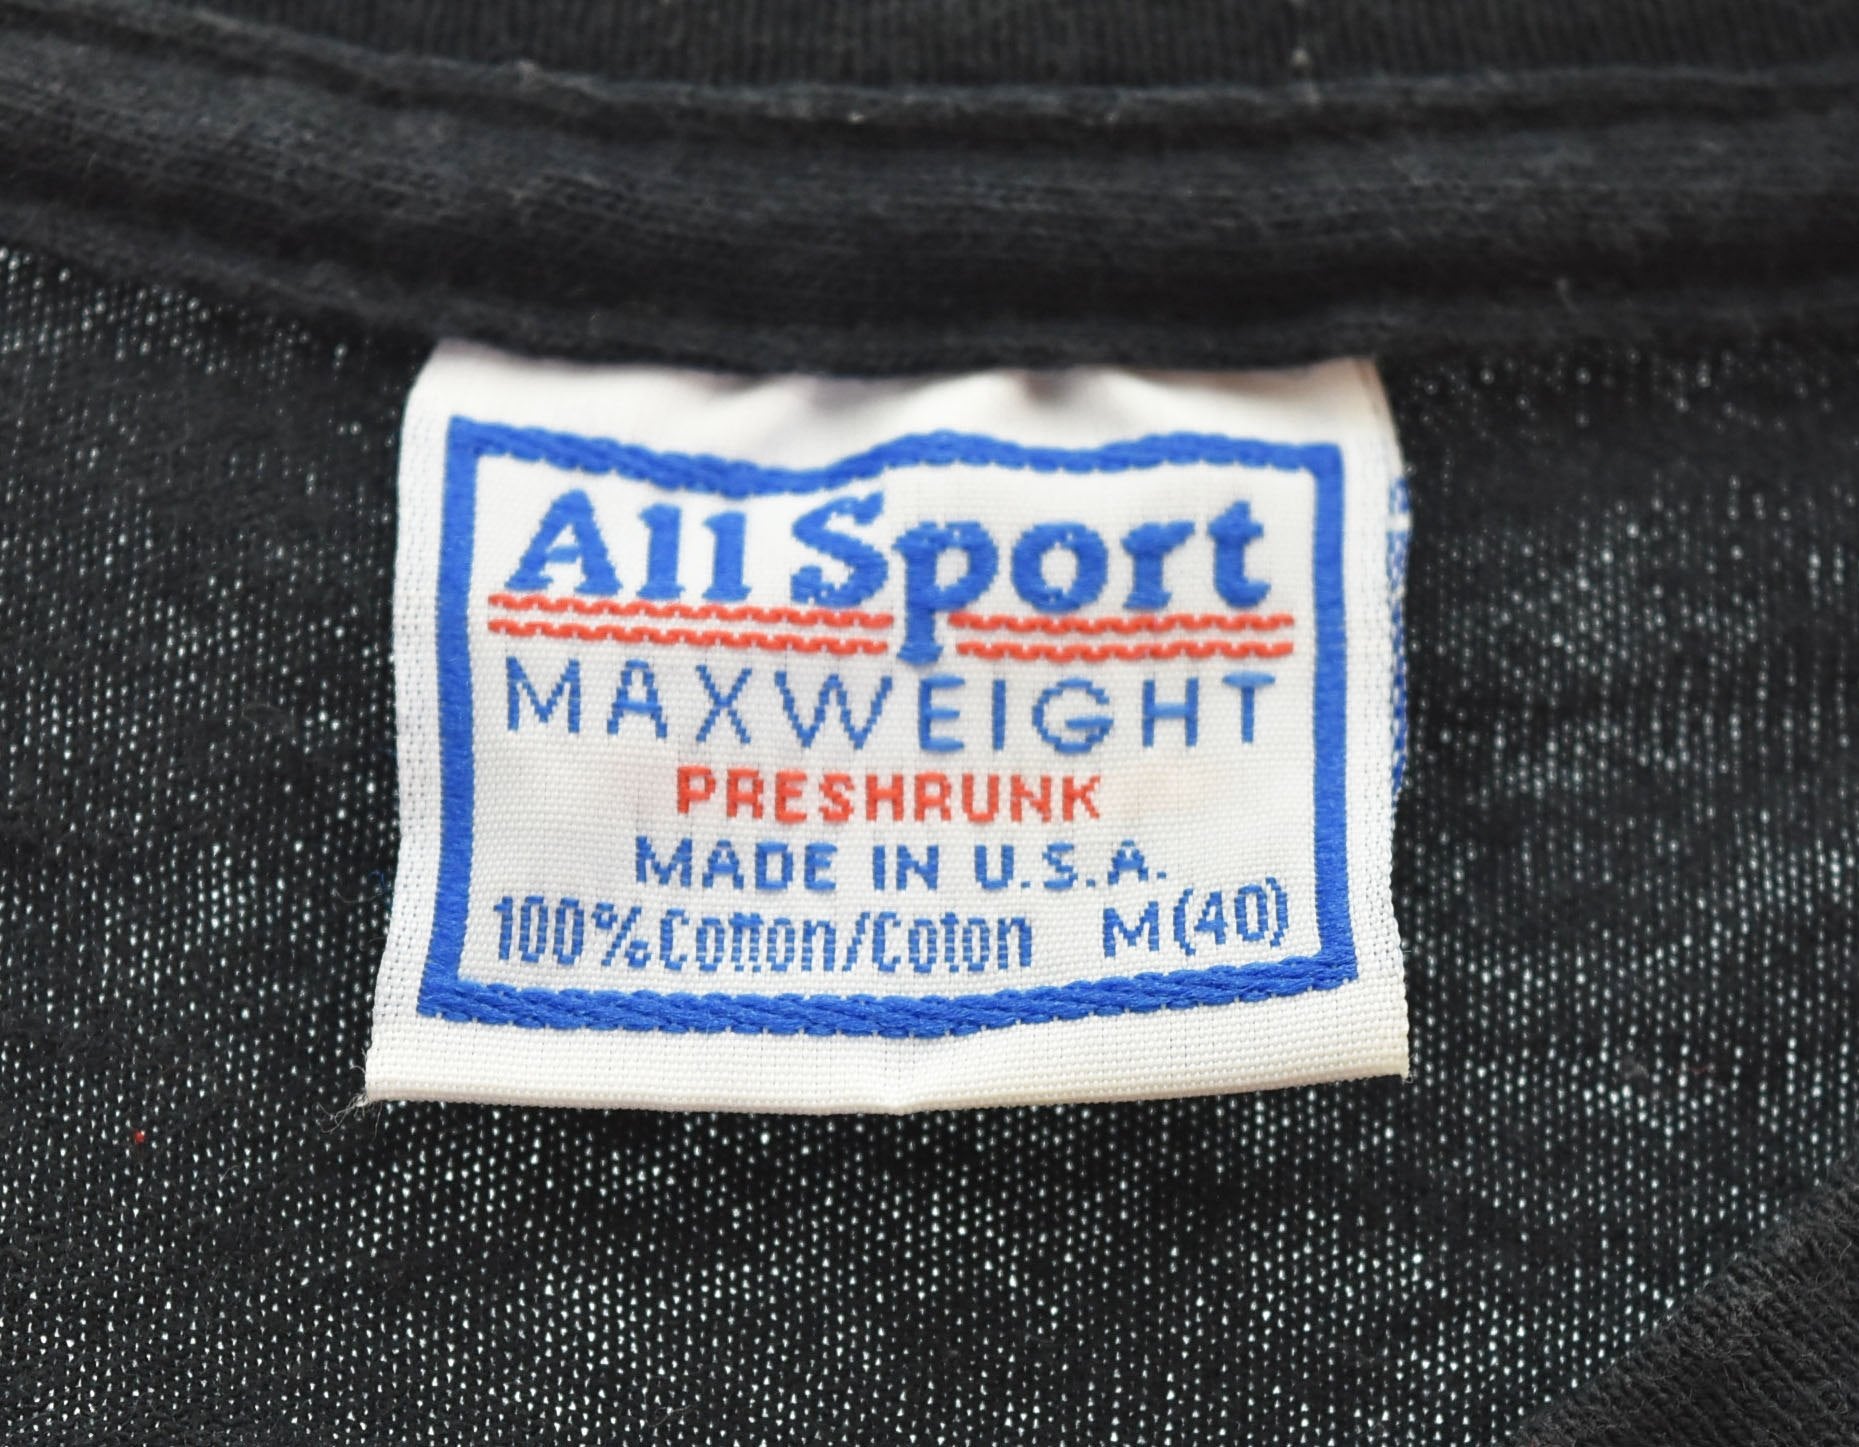 All Sport
MAXWEIGHT
PRESHRUNK
MADE IN U.S.A.
100% Cotton/Coton M(40)